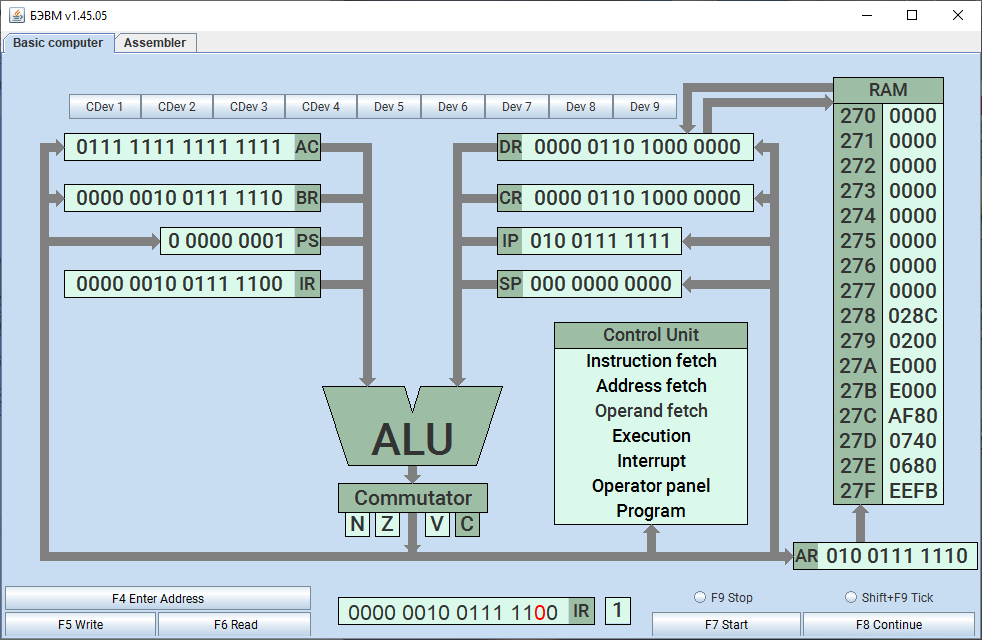 БЭВМ v1.45.05
Basic computer Assembler
CDev 1 CDev 2 CDev 3 CDev 4 Dev 5 Dev 6 Dev 7 Dev 8 Dev 9
0111 1111 1111 1111 AC
0000 0010 0111 1110 BR
0 0000 0001 PS
0000 0010 0111 1100 IR
DR 0000 0110 1000 0000
CR 0000 0110 1000 0000
IP 010 0111 1111
SP 000 0000 0000
ALU
Commutator
N Z V C
Control Unit
Instruction fetch
Address fetch
Operand fetch
Execution
Interrupt
Operator panel
Program
RAM
270 0000
271 0000
272 0000
273 0000
274 0000
275 0000
276 0000
277 0000
278 028C
279 0200
27A E000
27B E000
27C AF80
27D 0740
27E 0680
27F EEFB
AR 010 0111 1110
F4 Enter Address
F5 Write F6 Read
0000 0010 0111 1100 IR 1
F9 Stop Shift+F9 Tick
F7 Start F8 Continue